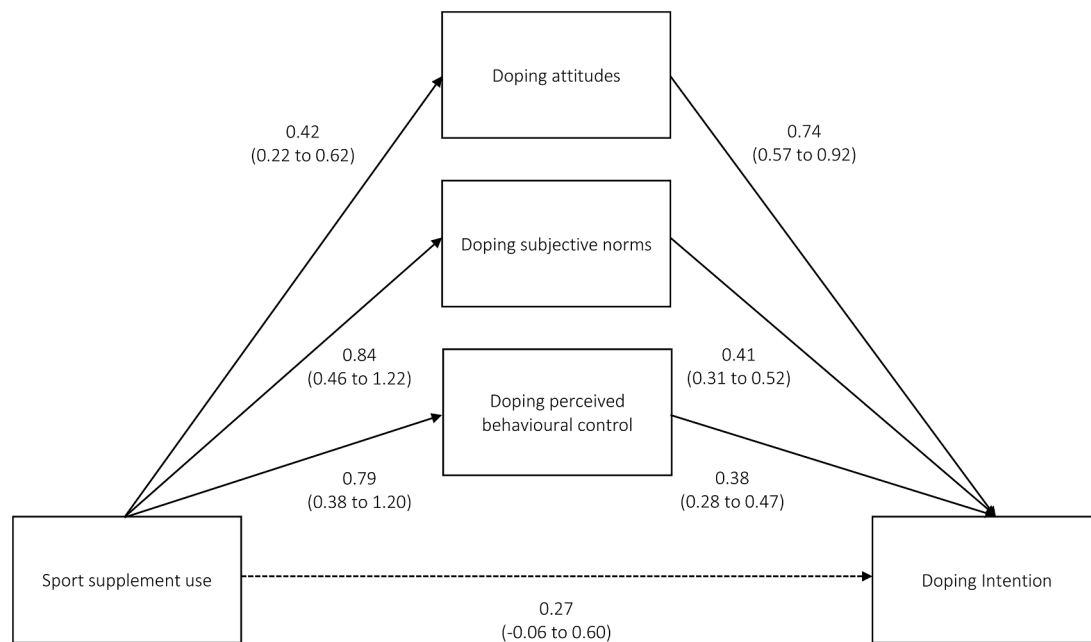 Doping attitudes
0.42
(0.22 to 0.62)
0.74
(0.57 to 0.92)
Doping subjective norms
0.84
(0.46 to 1.22)
0.41
(0.31 to 0.52)
Doping perceived
behavioural control
0.79
(0.38 to 1.20)
0.38
(0.28 to 0.47)
Sport supplement use
Doping Intention
0.27
(-0.06 to 0.60)